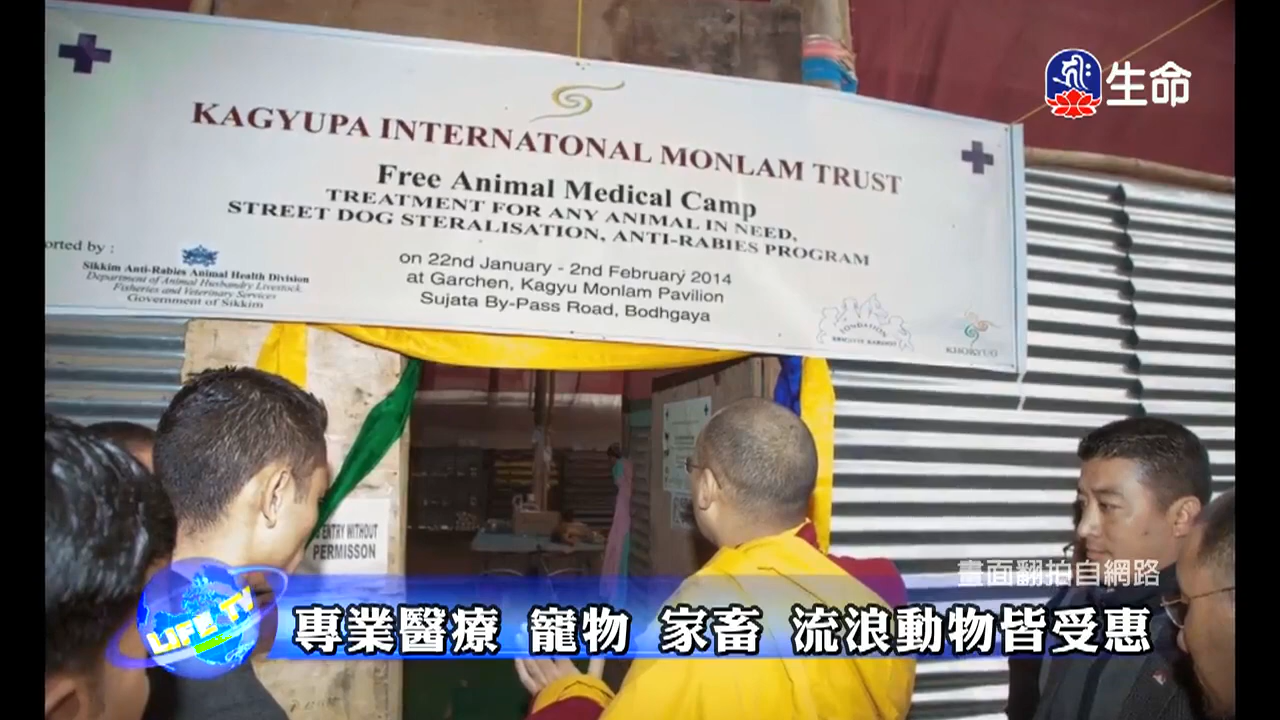 生命
KAGYUPA INTERNATONAL MONLAM TRUST
Free Animal Medical Camp
TREATMENT FOR ANY ANIMAL IN NEED,
STREET DOG STERALISATION, ANTI-RABIES PROGRAM
on 22nd January - 2nd February 2014
at Garchen, Kagyu Monlam Pavilion
Sujata By-Pass Road, Bodhgaya
orted by :
Sikkim Anti-Rabies Animal Health Division
Department of Animal Husbandry Livestock
Fisheries and Veterinary Services
Government of Sikkim
FONDATION
BRIGITTE BARDOT
KHORYUG
ENTRY WITHOUT
PERMISSON
畫面翻拍自網路
LIFE TV
專業醫療 寵物 家畜 流浪動物皆受惠